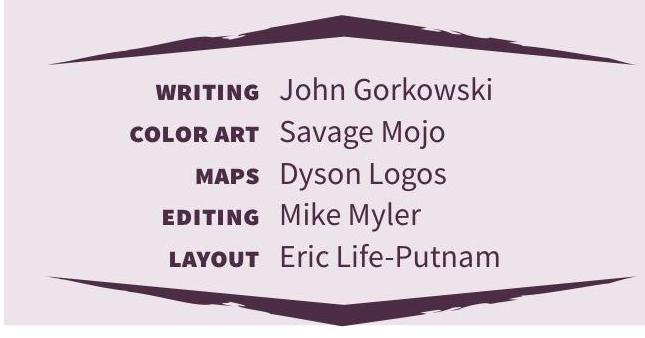 WRITING John Gorkowski
COLOR ART Savage Mojo
MAPS Dyson Logos
EDITING Mike Myler
LAYOUT Eric Life-Putnam